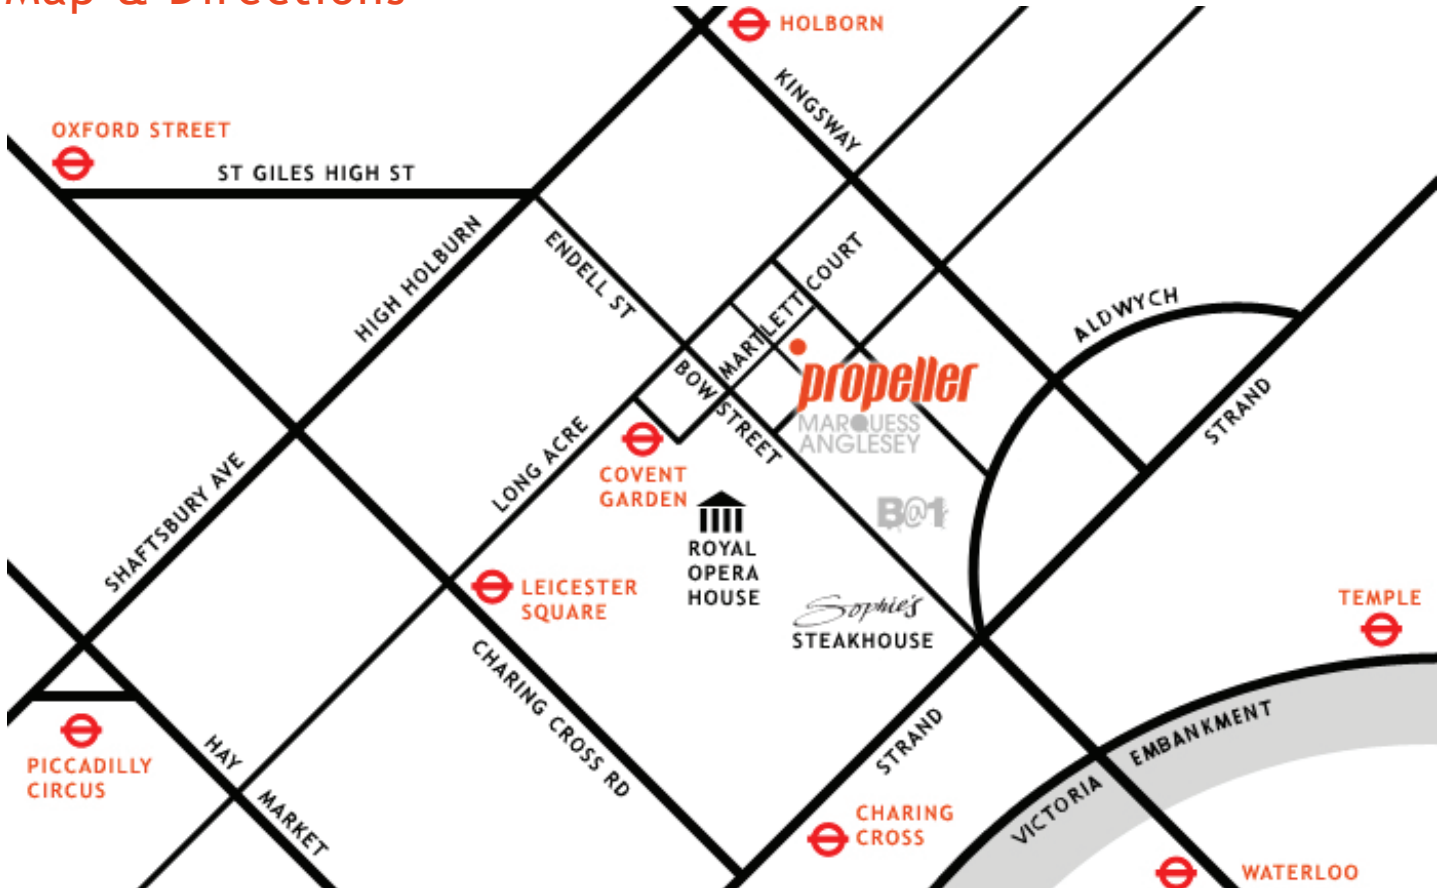 Map & Directions
HOLBORN
KINGSWAY
OXFORD STREET
ST GILES HIGH ST
HIGH HOLBURN
ENDELL ST
MARTLETT COURT
ALDWYCH
STRAND
BOW STREET
propeller
MARQUESS
ANGLESEY
LONG ACRE
COVENT
GARDEN
SHAFTSBURY AVE
B@1
ROYAL
OPERA
HOUSE
LEICESTER
SQUARE
Sophie's
STEAKHOUSE
TEMPLE
CHARING CROSS RD
STRAND
VICTORIA EMBANKMENT
PICCADILLY
CIRCUS
HAY MARKET
CHARING
CROSS
WATERLOO